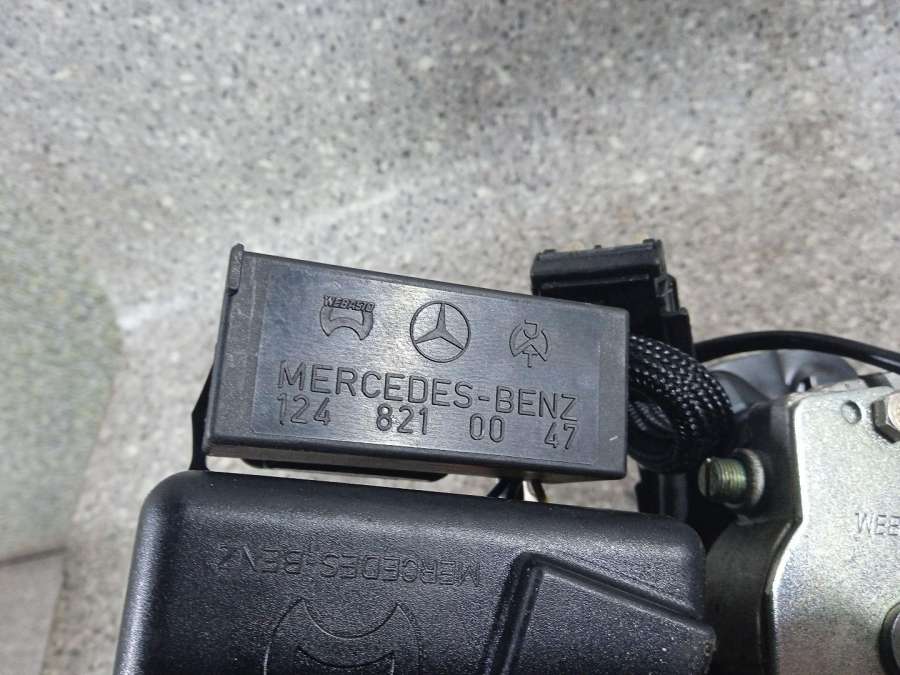 WEBASTO
MERCEDES-BENZ
124 821 00 47
MERCEDES-BENZ